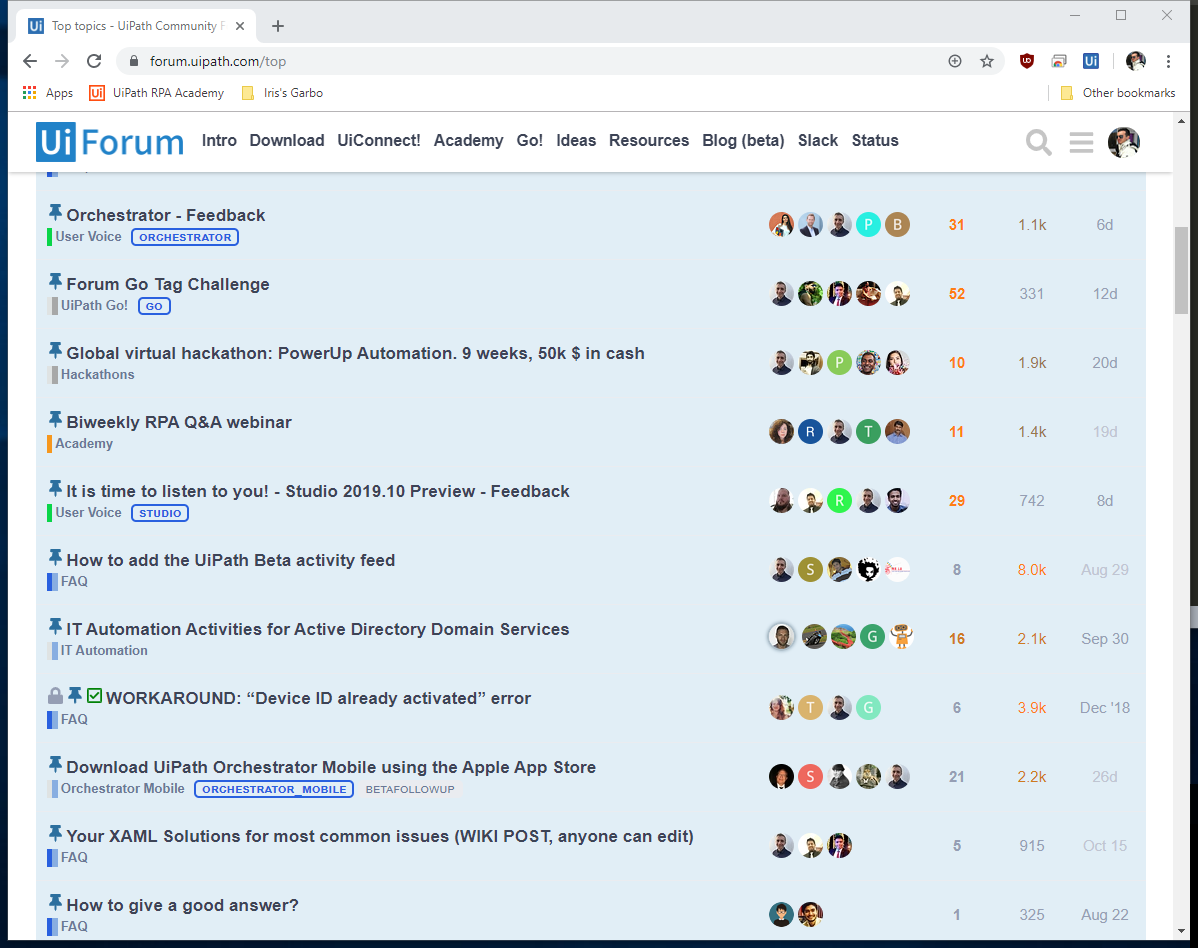 Ui Top topics - UiPath Community F
forum.uipath.com/top
Ui
Apps Ui UiPath RPA Academy Iris's Garbo Other bookmarks
Ui Forum Intro Download UiConnect! Academy Go! Ideas Resources Blog (beta) Slack Status
Orchestrator - Feedback
P B 31 1.1k 6d
User Voice ORCHESTRATOR
Forum Go Tag Challenge
52 331 12d
UiPath Go! GO
Global virtual hackathon: PowerUp Automation. 9 weeks, 50k $ in cash
P 10 1.9k 20d
Hackathons
Biweekly RPA Q&A webinar
R T 11 1.4k 19d
Academy
It is time to listen to you! - Studio 2019.10 Preview - Feedback
R 29 742 8d
User Voice STUDIO
How to add the UiPath Beta activity feed
S 8 8.0k Aug 29
FAQ
IT Automation Activities for Active Directory Domain Services
G 16 2.1k Sep 30
IT Automation
WORKAROUND: “Device ID already activated” error
T G 6 3.9k Dec '18
FAQ
Download UiPath Orchestrator Mobile using the Apple App Store
S 21 2.2k 26d
Orchestrator Mobile ORCHESTRATOR_MOBILE BETAFOLLOWUP
Your XAML Solutions for most common issues (WIKI POST, anyone can edit)
5 915 Oct 15
FAQ
How to give a good answer?
1 325 Aug 22
FAQ